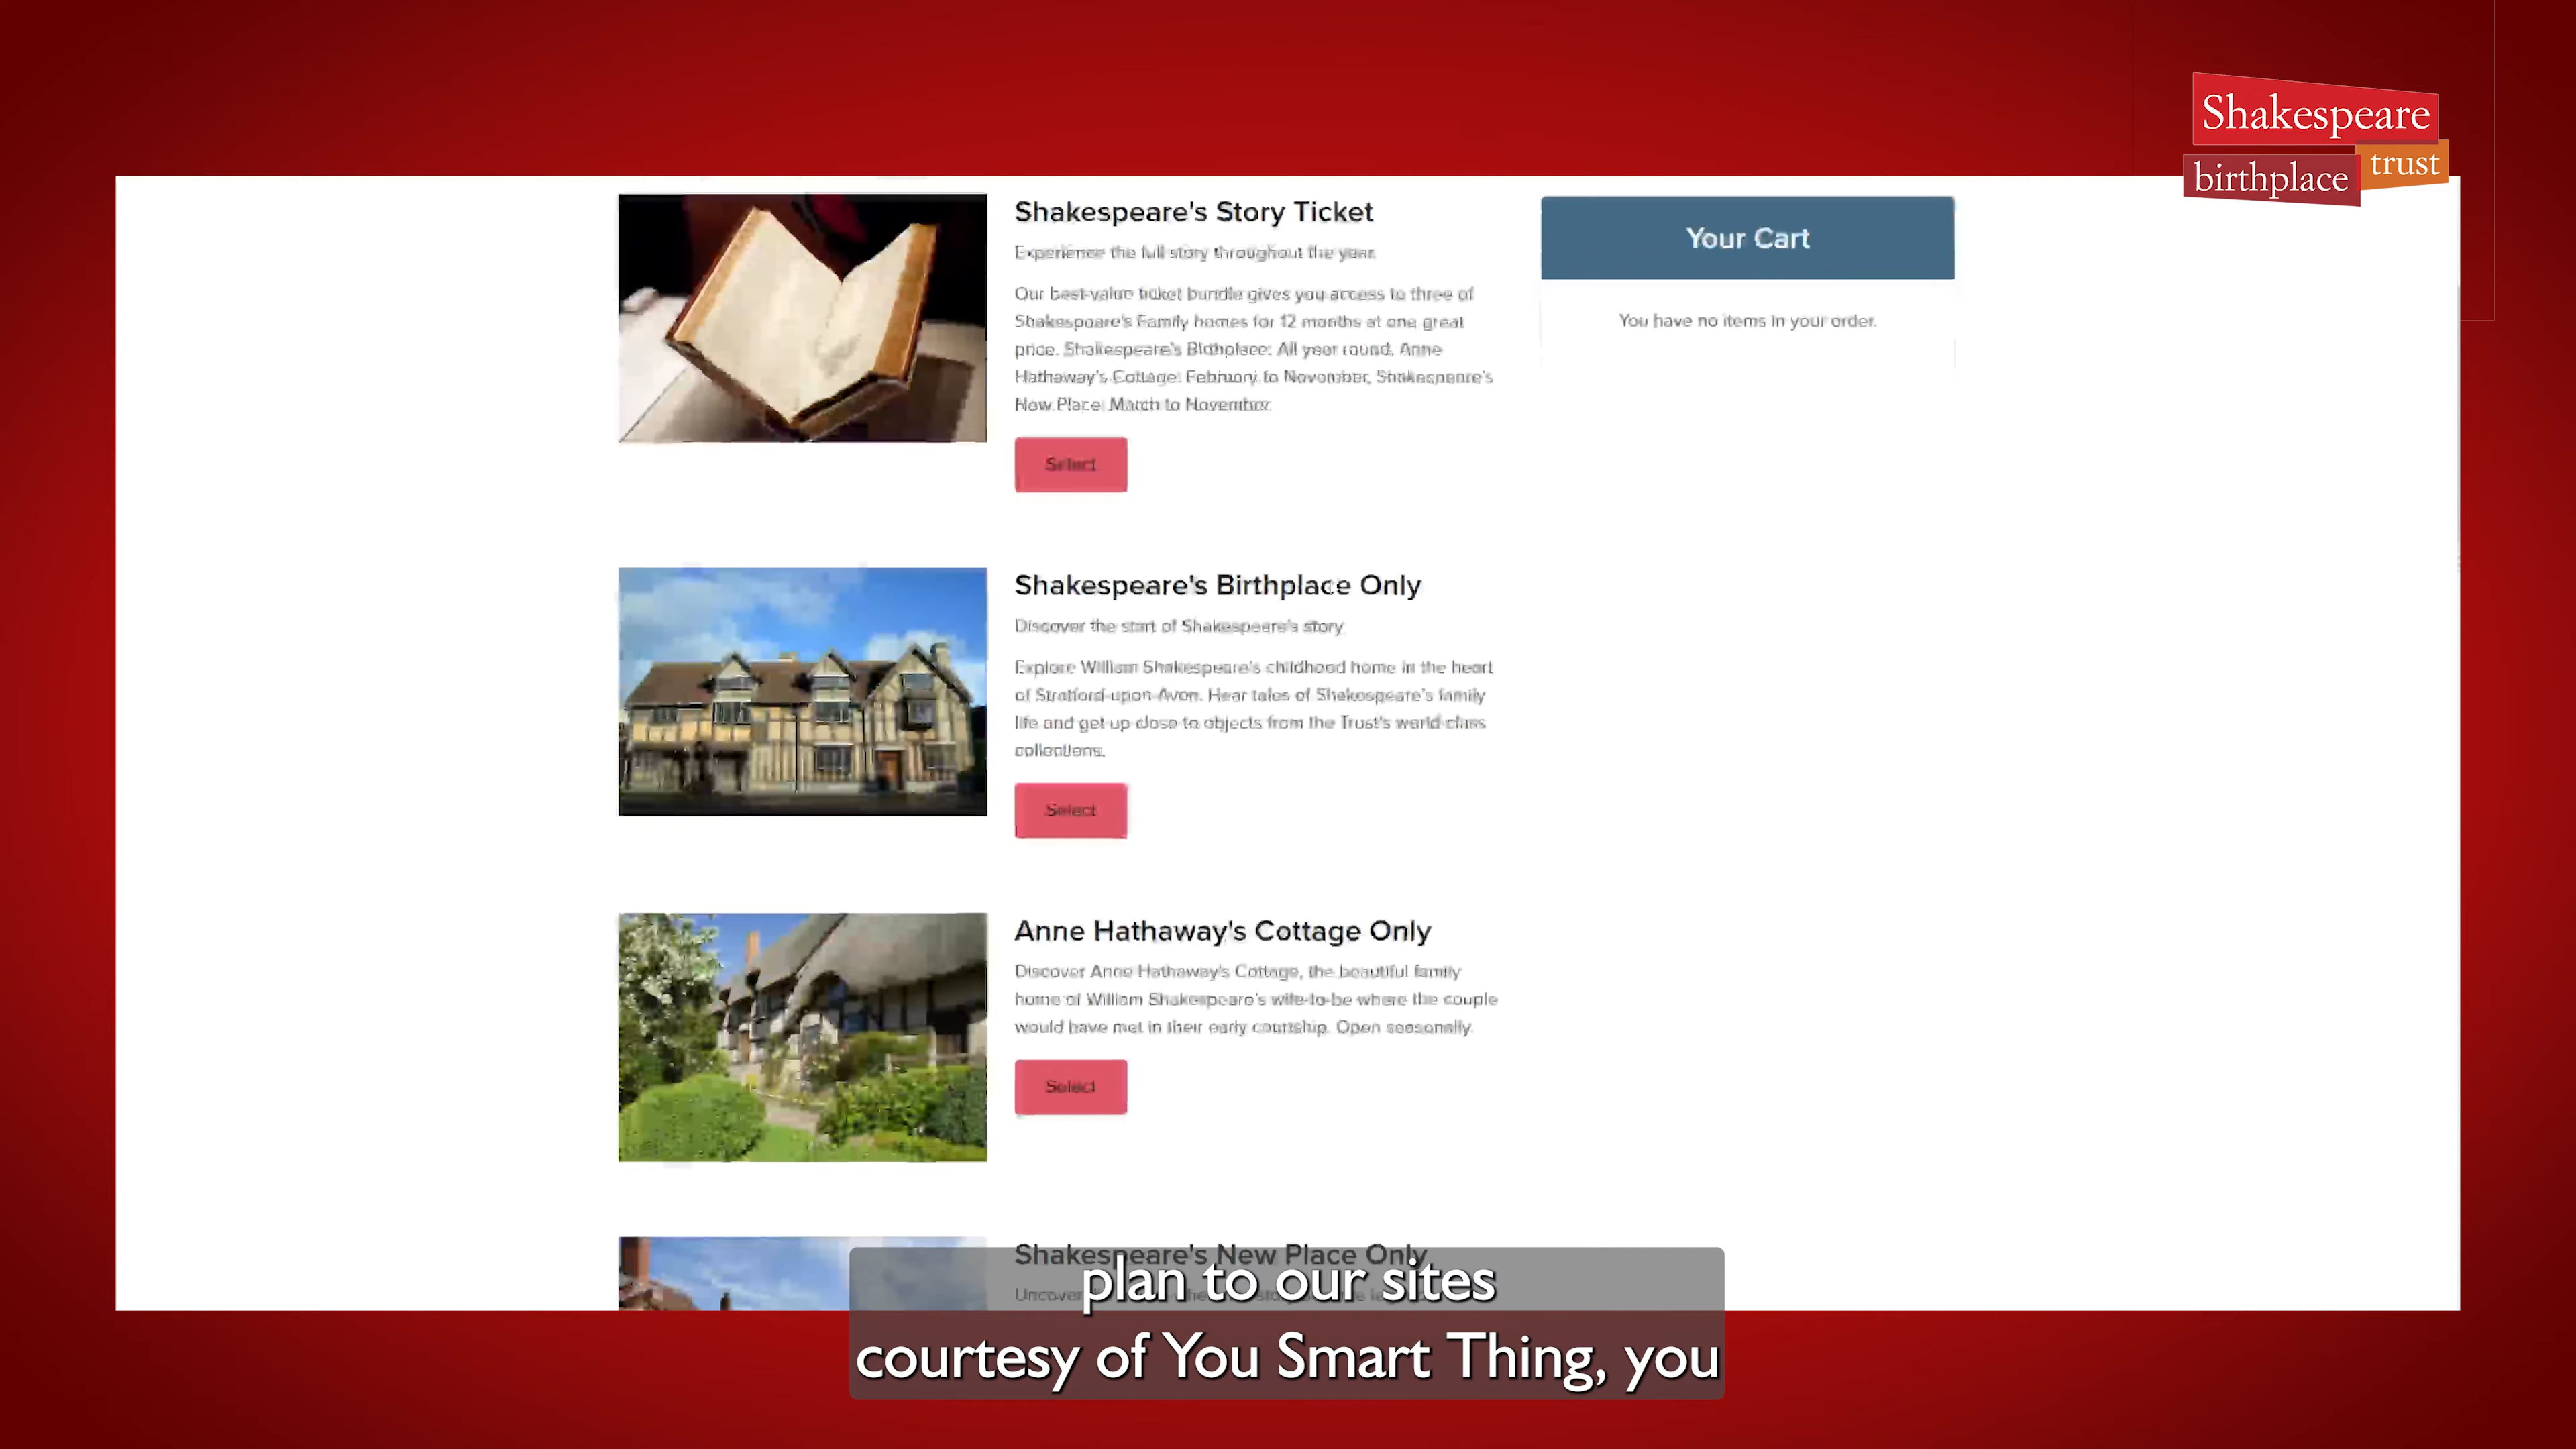 Shakespeare
birthplace trust
Shakespeare's Story Ticket
Experience the full story throughout the year.
Our best-value ticket bundle gives you access to three of
Shakespeare's Family homes for 12 months at one great
price. Shakespeare's Birthplace: All year round, Anne
Hathaway's Cottage: February to November, Shakespeare's
New Place: March to November.
Select
Your Cart
You have no items in your order.
Shakespeare's Birthplace Only
Discover the start of Shakespeare's story
Explore William Shakespeare's childhood home in the heart
of Stratford-upon-Avon. Hear tales of Shakespeare's family
life and get up close to objects from the Trust's world-class
collections.
Select
Anne Hathaway's Cottage Only
Discover Anne Hathaway's Cottage, the beautiful family
home of William Shakespeare's wife-to-be where the couple
would have met in their early courtship. Open seasonally.
Select
Shakespeare's New Place Only
Uncover
plan to our sites
courtesy of You Smart Thing, you